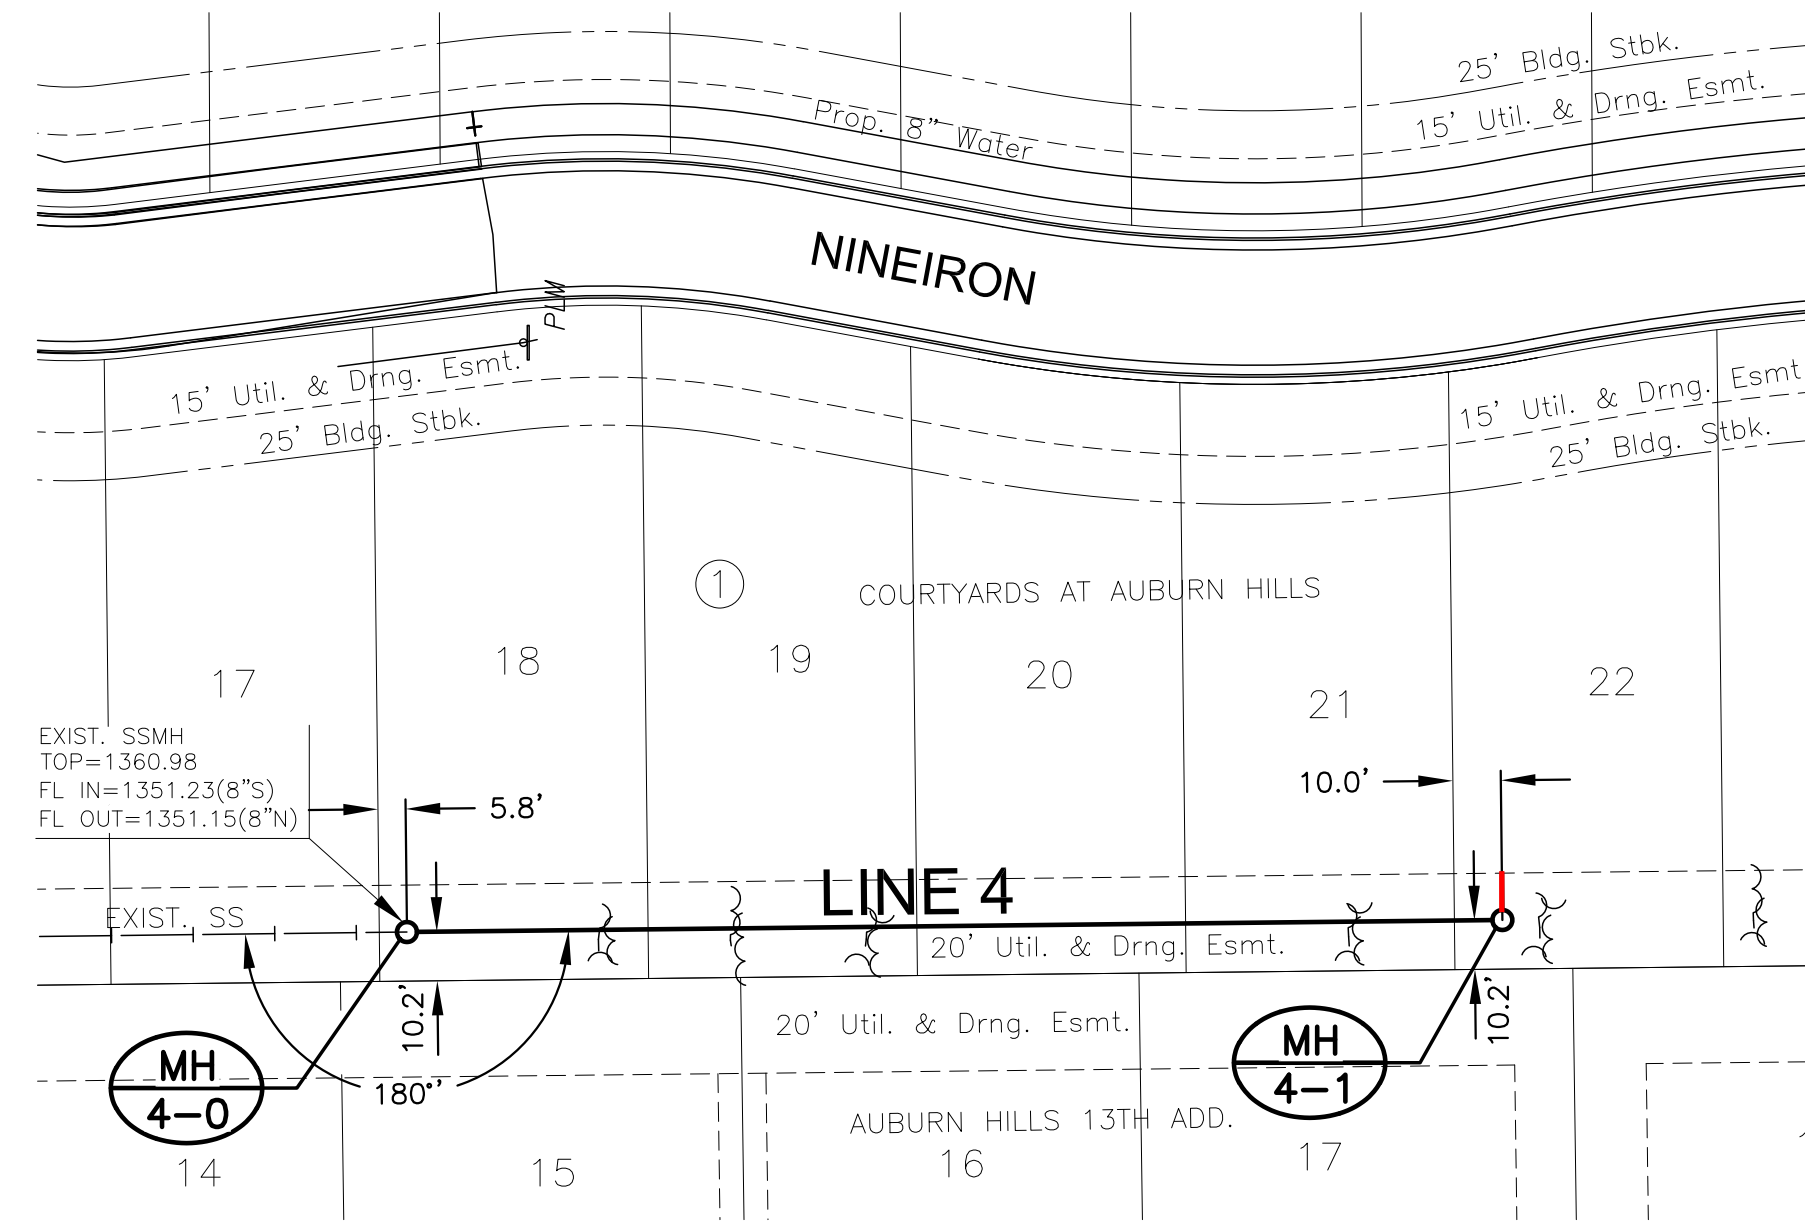 25' Bldg. Stbk.
15' Util. & Drng. Esmt.
Prop. 8" Water
NINEIRON
PLM
15' Util. & Drng. Esmt.
25' Bldg. Stbk.
15' Util. & Drng. Esmt
25' Bldg. Stbk.
1
COURTYARDS AT AUBURN HILLS
17
18
19
20
21
22
EXIST. SSMH
TOP=1360.98
FL IN=1351.23(8"S)
FL OUT=1351.15(8"N)
5.8'
10.0'
LINE 4
EXIST. SS
20' Util. & Drng. Esmt.
10.2'
10.2'
20' Util. & Drng. Esmt.
MH
4-0
180°'
MH
4-1
AUBURN HILLS 13TH ADD.
14
15
16
17